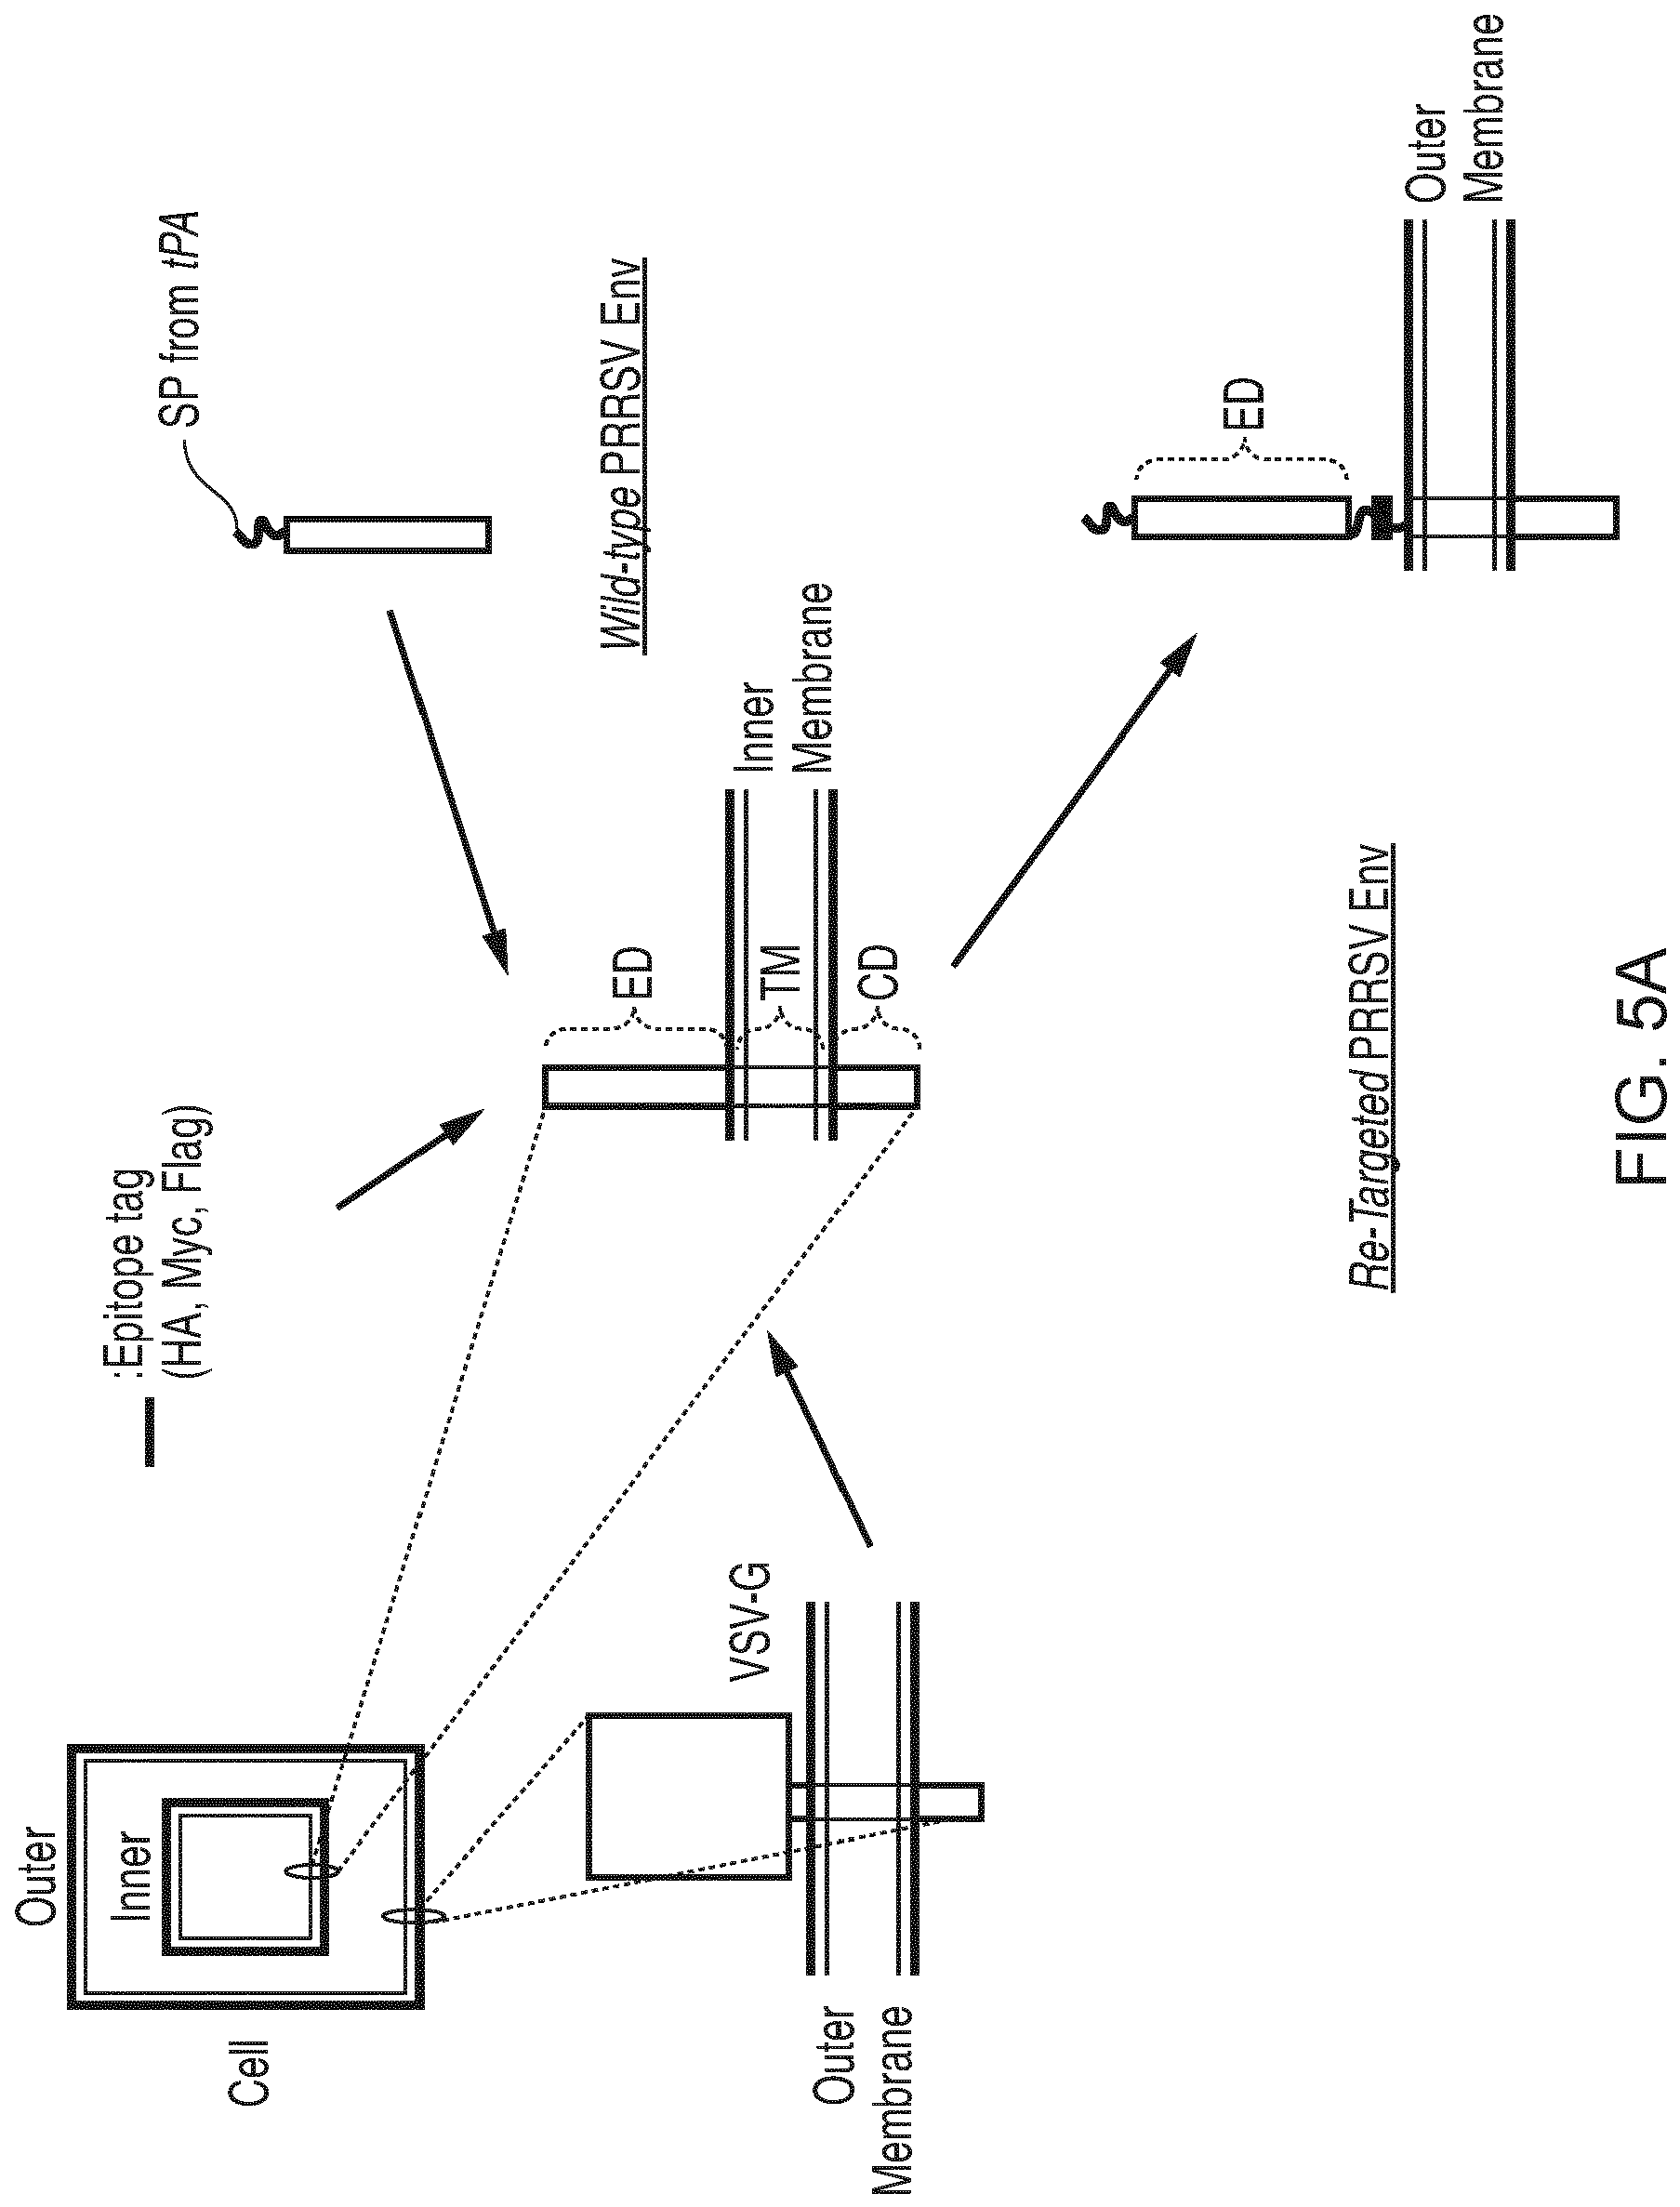 Outer
Inner
Cell
:Epitope tag
(HA, Myc, Flag)
SP from tPA
Wild-type PRRSV Env
ED
TM
CD
Inner
Membrane
VSV-G
Outer
Membrane
ED
Outer
Membrane
Re-Targeted PRRSV Env
FIG. 5A